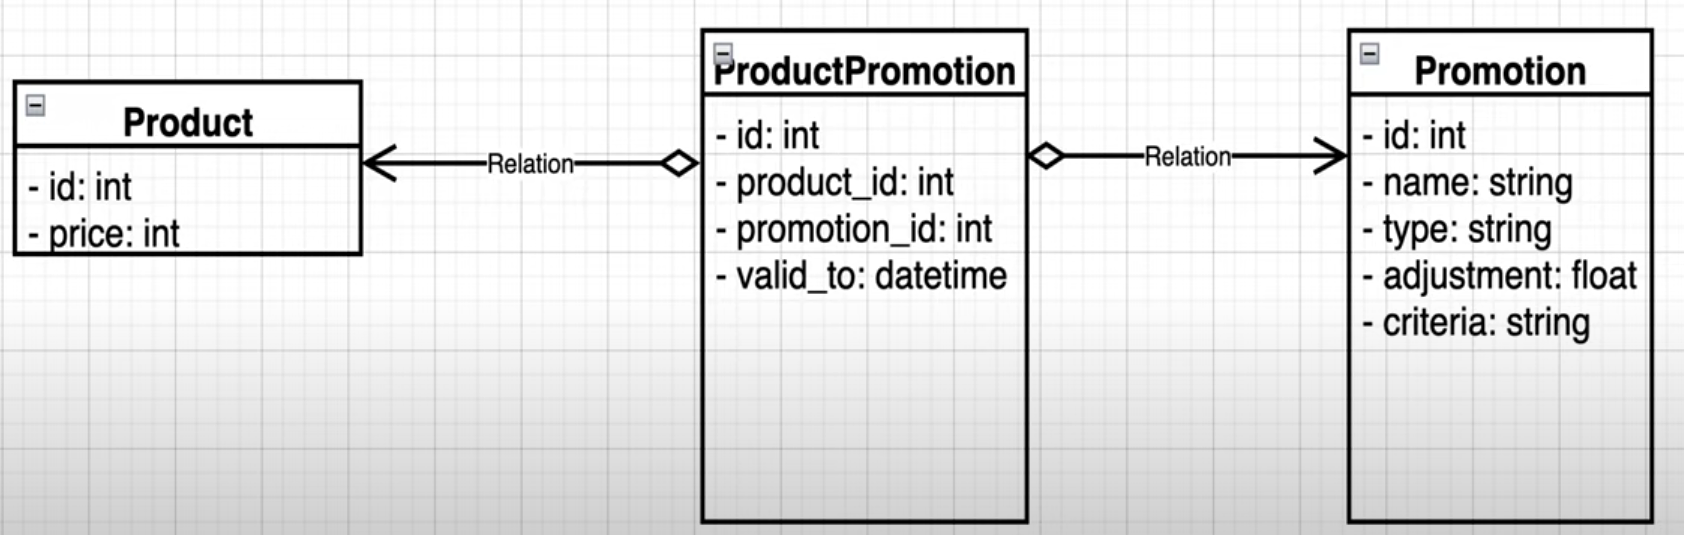 Product
- id: int
- price: int
Relation
ProductPromotion
- id: int
- product_id: int
- promotion_id: int
- valid_to: datetime
Relation
Promotion
- id: int
- name: string
- type: string
- adjustment: float
- criteria: string